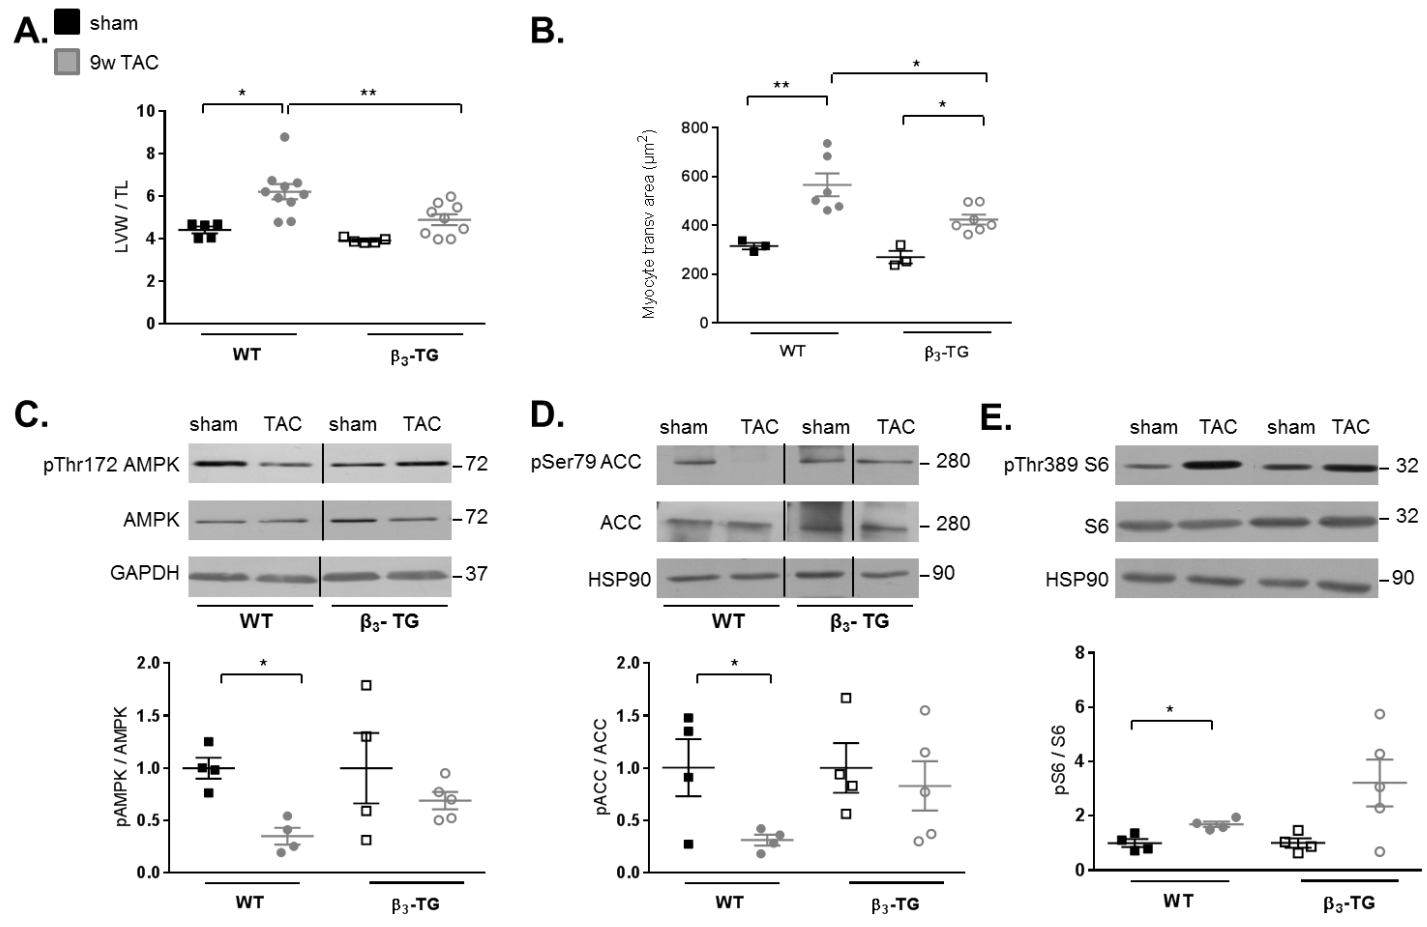 A.
sham
9w TAC
*
**
10
8
6
4
2
0
LVW / TL
WT
β3-TG
B.
**
*
*
800
600
400
200
0
Myocyte transv area (µm²)
WT
β3-TG
C.
sham TAC sham TAC
pThr172 AMPK 72
AMPK 72
GAPDH 37
WT β3- TG
2.0
1.5
1.0
0.5
0.0
pAMPK / AMPK
*
WT
β3-TG
D.
sham TAC sham TAC
pSer79 ACC 280
ACC 280
HSP90 90
WT β3- TG
2.0
1.5
1.0
0.5
0.0
pACC / ACC
*
WT
β3-TG
E.
sham TAC sham TAC
pThr389 S6 32
S6 32
HSP90 90
8
6
4
2
0
pS6 / S6
*
WT
β3-TG